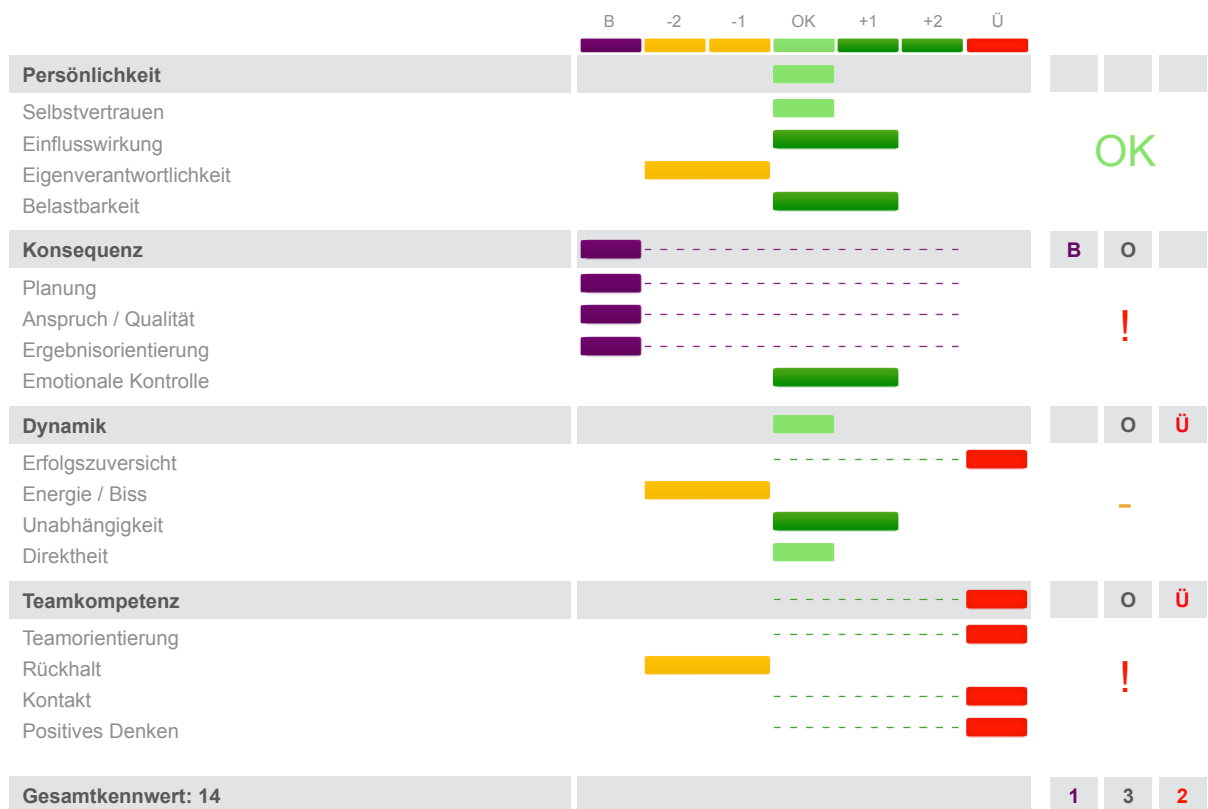 B -2 -1 OK +1 +2 Ü
Persönlichkeit
Selbstvertrauen
Einflusswirkung
Eigenverantwortlichkeit
Belastbarkeit
OK
Konsequenz B O
Planung
Anspruch / Qualität
Ergebnisorientierung
Emotionale Kontrolle
!
Dynamik O Ü
Erfolgszuversicht
Energie / Biss
Unabhängigkeit
Direktheit
-
Teamkompetenz O Ü
Teamorientierung
Rückhalt
Kontakt
Positives Denken
!
Gesamtkennwert: 14 1 3 2